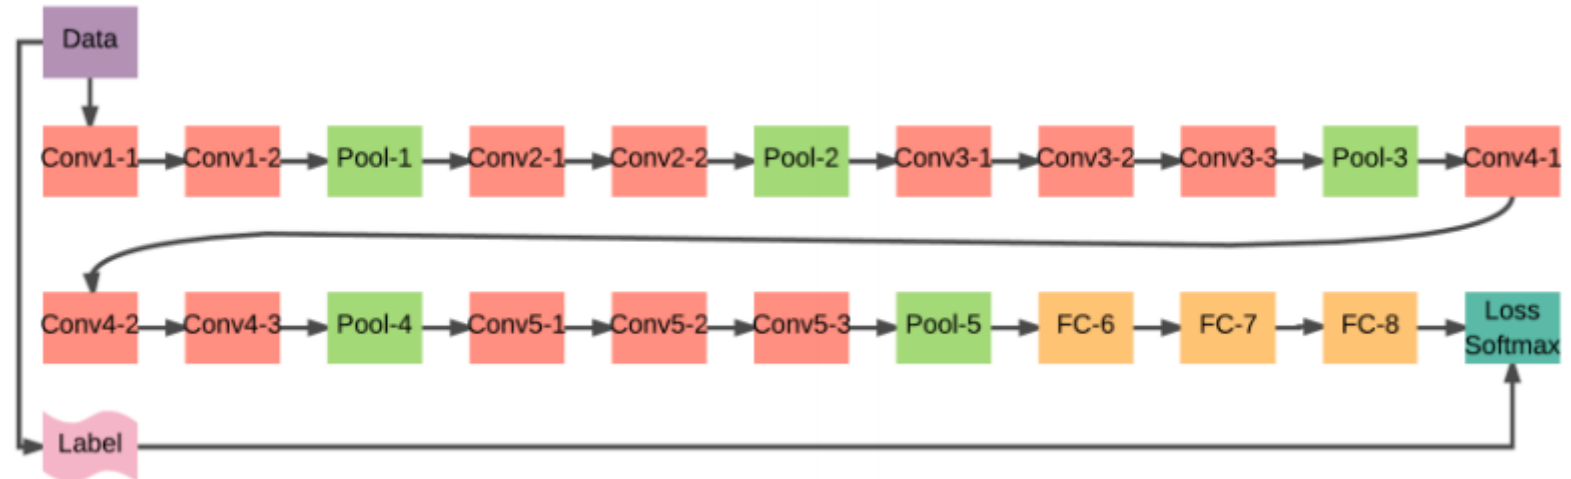 Data
Conv1-1 Conv1-2 Pool-1 Conv2-1 Conv2-2 Pool-2 Conv3-1 Conv3-2 Conv3-3 Pool-3 Conv4-1
Conv4-2 Conv4-3 Pool-4 Conv5-1 Conv5-2 Conv5-3 Pool-5 FC-6 FC-7 FC-8 Loss
Softmax
Label